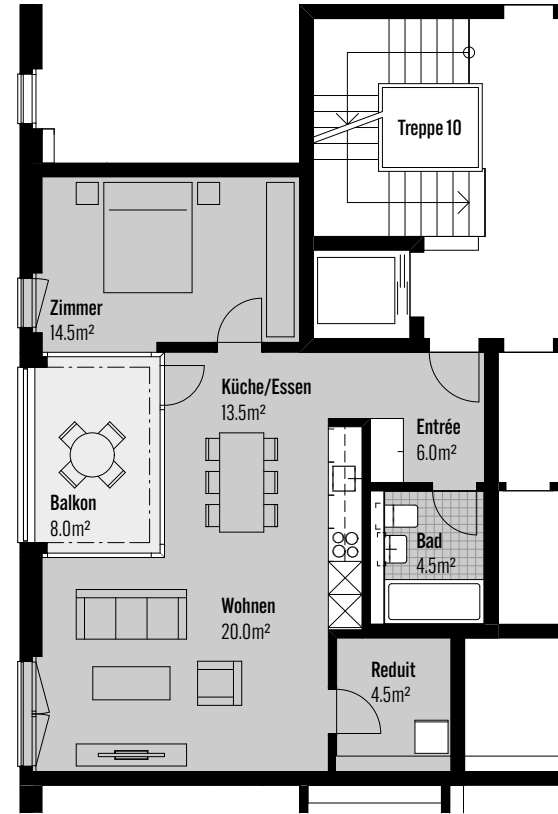 Treppe 10
Zimmer
14.5m²
Küche/Essen
13.5m²
Entrée
6.0m²
Balkon
8.0m²
Bad
4.5m²
Wohnen
20.0m²
Reduit
4.5m²